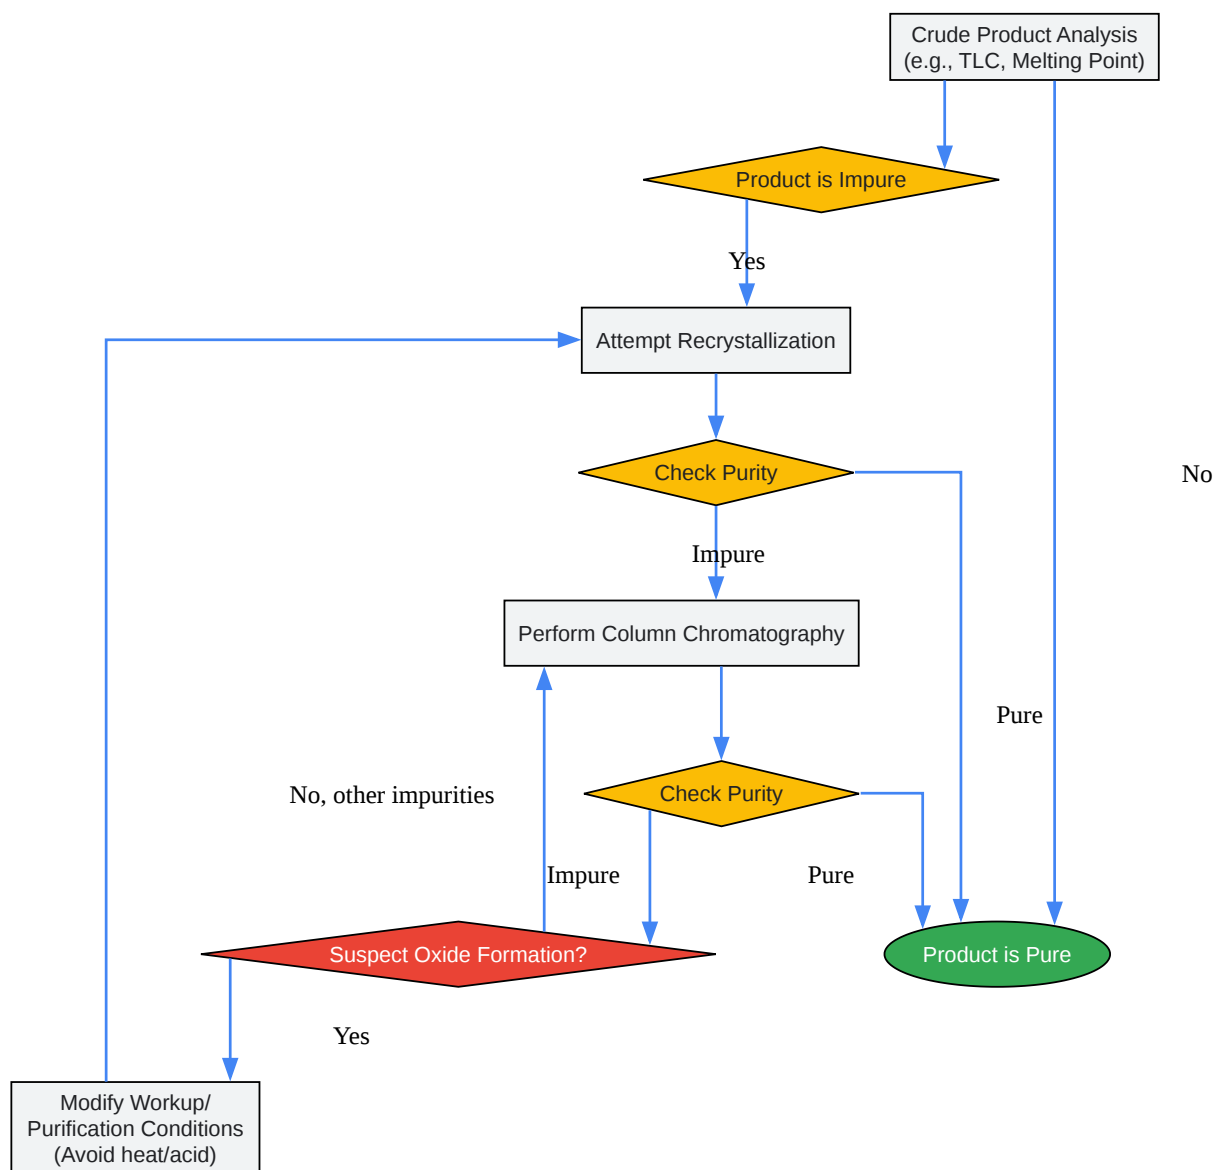 Crude Product Analysis
(e.g., TLC, Melting Point)
Product is Impure
Yes
Attempt Recrystallization
Check Purity
No
Impure
Perform Column Chromatography
Pure
No, other impurities
Check Purity
Impure
Pure
Suspect Oxide Formation?
Product is Pure
Yes
Modify Workup/
Purification Conditions
(Avoid heat/acid)